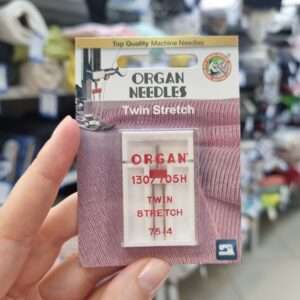 Top Quality Machine Needles
ORGAN
NEEDLES
Twin Stretch
ORGAN
130/705H
TWIN
STRETCH
75-4